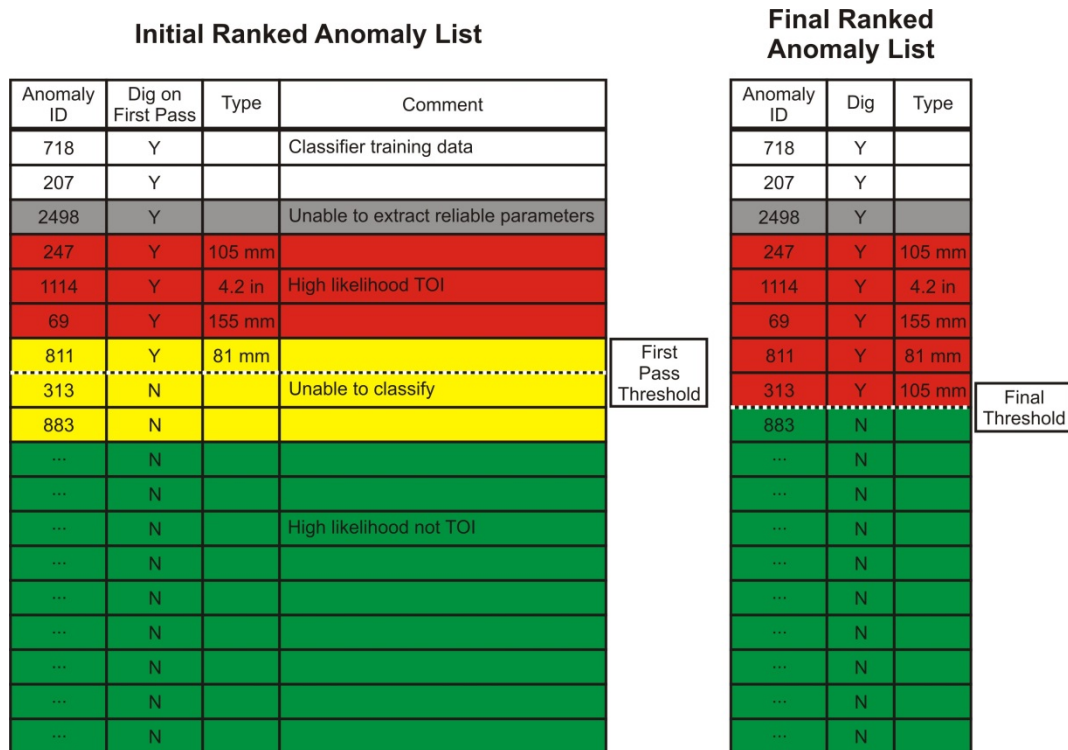 Initial Ranked Anomaly List
Anomaly ID | Dig on First Pass | Type | Comment
718 | Y | | Classifier training data
207 | Y | |
2498 | Y | | Unable to extract reliable parameters
247 | Y | 105 mm |
1114 | Y | 4.2 in | High likelihood TOI
69 | Y | 155 mm |
811 | Y | 81 mm |
313 | N | | Unable to classify
883 | N | |
... | N | |
... | N | |
... | N | | High likelihood not TOI
... | N | |
... | N | |
... | N | |
... | N | |
... | N | |
... | N | |
First
Pass
Threshold
Final Ranked
Anomaly List
Anomaly ID | Dig | Type
718 | Y |
207 | Y |
2498 | Y |
247 | Y | 105 mm
1114 | Y | 4.2 in
69 | Y | 155 mm
811 | Y | 81 mm
313 | Y | 105 mm
883 | N |
... | N |
... | N |
... | N |
... | N |
... | N |
... | N |
... | N |
... | N |
... | N |
Final
Threshold